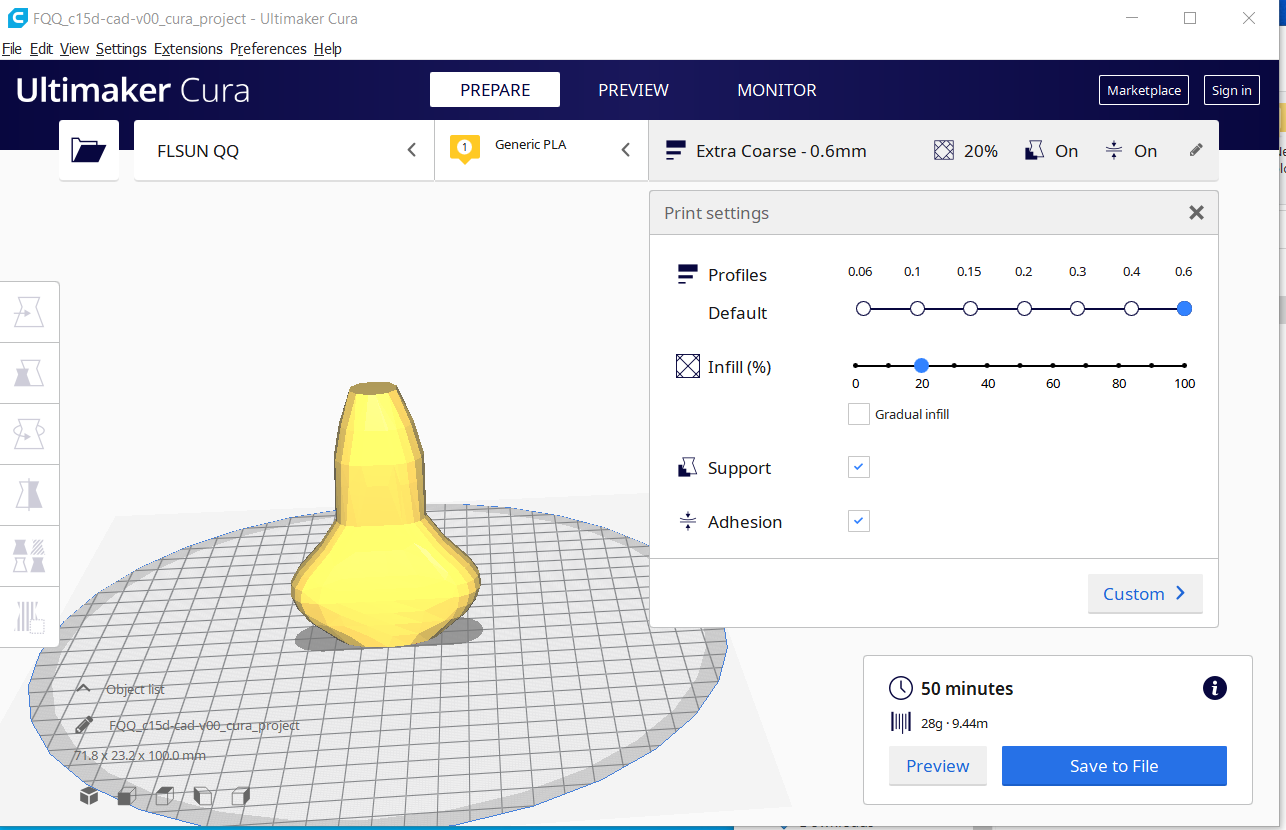 FQQ_c15d-cad-v00_cura_project - Ultimaker Cura
File Edit View Settings Extensions Preferences Help
Ultimaker Cura
PREPARE
PREVIEW
MONITOR
Marketplace
Sign in
FLSUN QQ
1
Generic PLA
Extra Coarse - 0.6mm
20%
On
On
Print settings
Profiles
0.06 0.1 0.15 0.2 0.3 0.4 0.6
Default
Infill (%)
0 20 40 60 80 100
Gradual infill
Support
Adhesion
Custom
Object list
FQQ_c15d-cad-v00_cura_project
71.8 x 23.2 x 100.0 mm
50 minutes
28g · 9.44m
Preview
Save to File